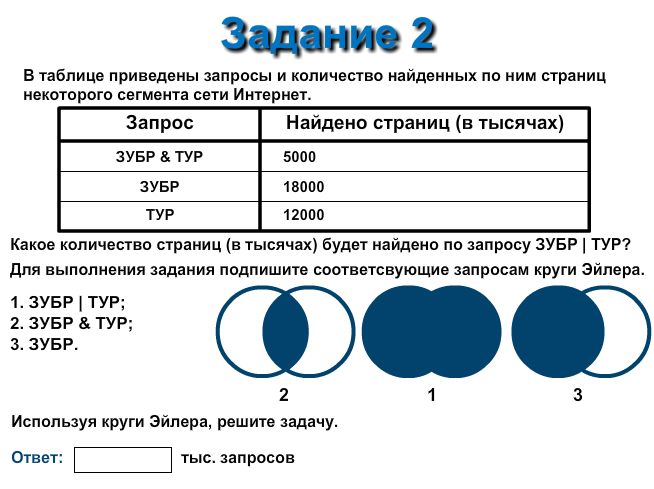 Задание 2
В таблице приведены запросы и количество найденных по ним страниц
некоторого сегмента сети Интернет.
Запрос Найдено страниц (в тысячах)
ЗУБР & ТУР 5000
ЗУБР 18000
ТУР 12000
Какое количество страниц (в тысячах) будет найдено по запросу ЗУБР | ТУР?
Для выполнения задания подпишите соответсвующие запросам круги Эйлера.
1. ЗУБР | ТУР;
2. ЗУБР & ТУР;
3. ЗУБР.
2 1 3
Используя круги Эйлера, решите задачу.
Ответ: тыс. запросов